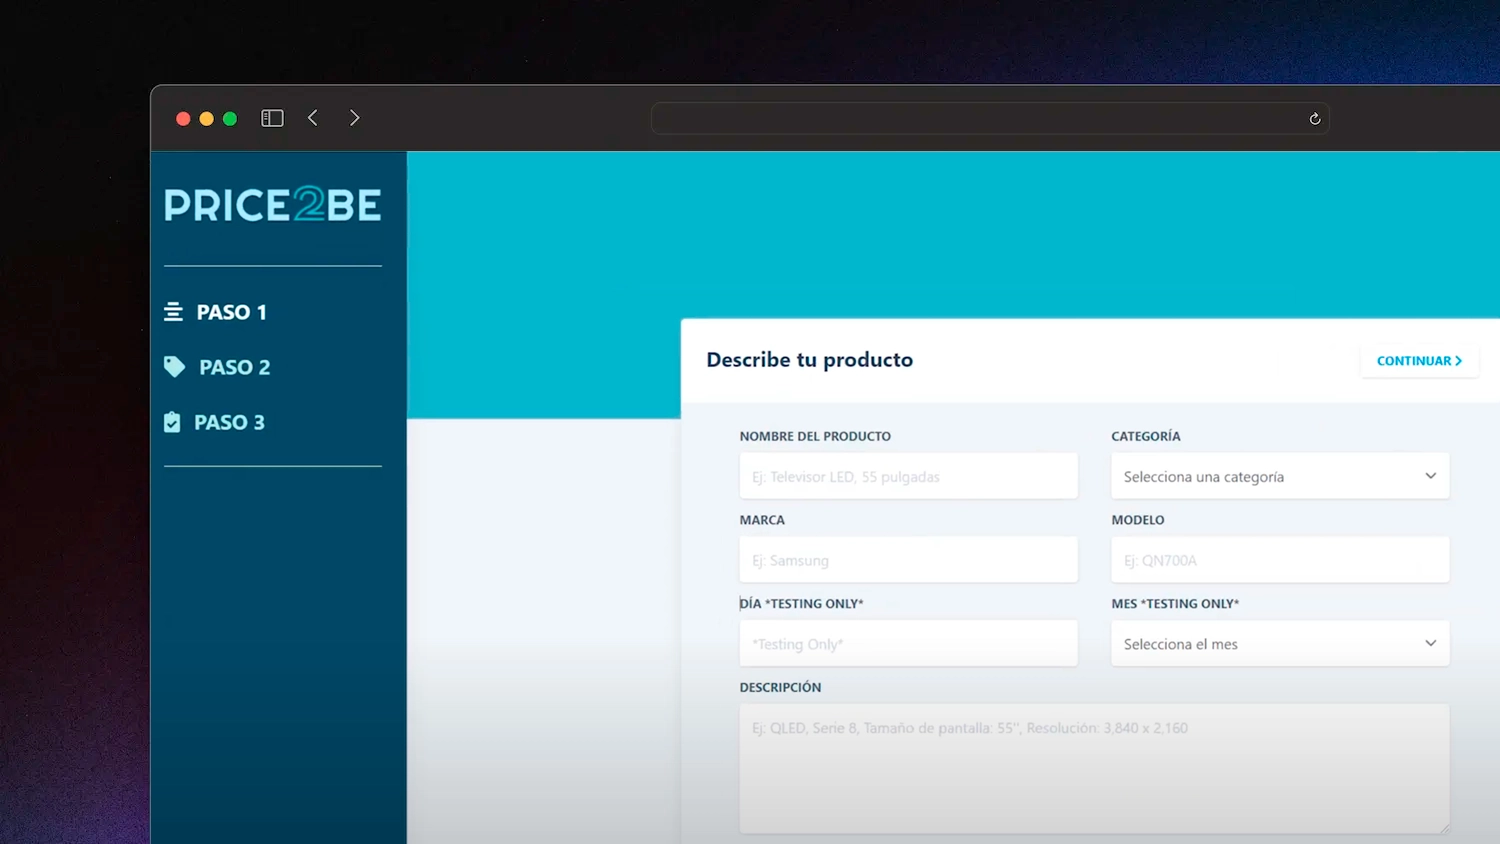 PRICE2BE
PASO 1
PASO 2
PASO 3
Describe tu producto
CONTINUAR
NOMBRE DEL PRODUCTO
Ej: Televisor LED, 55 pulgadas
CATEGORÍA
Selecciona una categoría
MARCA
Ej: Samsung
MODELO
Ej: QN700A
DÍA *TESTING ONLY*
*Testing Only*
MES *TESTING ONLY*
Selecciona el mes
DESCRIPCIÓN
Ej: QLED, Serie 8, Tamaño de pantalla: 55'', Resolución: 3,840 x 2,160